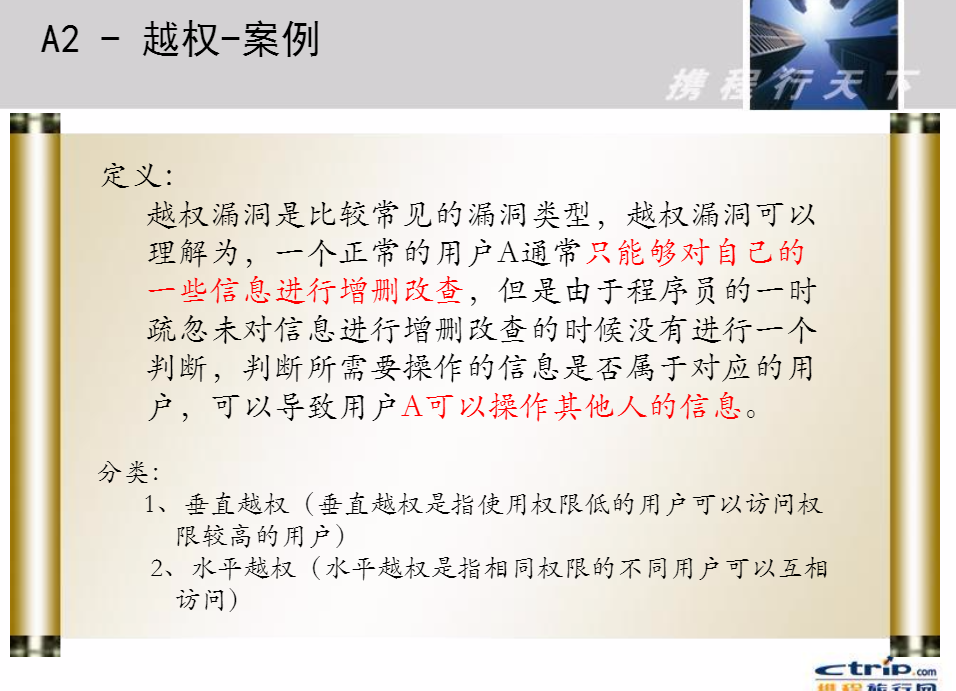 A2 - 越权-案例
携程行天下
定义：
越权漏洞是比较常见的漏洞类型，越权漏洞可以
理解为，一个正常的用户A通常只能够对自己的
一些信息进行增删改查，但是由于程序员的一时
疏忽未对信息进行增删改查的时候没有进行一个
判断，判断所需要操作的信息是否属于对应的用
户，可以导致用户A可以操作其他人的信息。
分类：
1、垂直越权（垂直越权是指使用权限低的用户可以访问权
限较高的用户）
2、水平越权（水平越权是指相同权限的不同用户可以互相
访问）
ctrip.com
携程旅行网